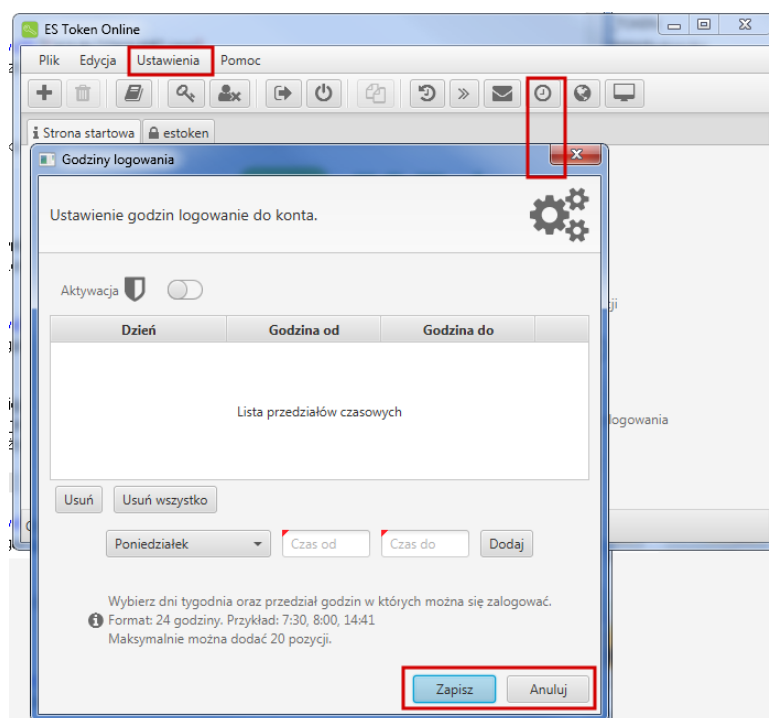 ES Token Online
Plik Edycja Ustawienia Pomoc
Strona startowa estoken
Godziny logowania
Ustawienie godzin logowanie do konta.
Aktywacja
Dzień Godzina od Godzina do
Lista przedziałów czasowych
logowania
Usuń Usuń wszystko
Poniedziałek Czas od Czas do Dodaj
Wybierz dni tygodnia oraz przedział godzin w których można się zalogować.
Format: 24 godziny. Przykład: 7:30, 8:00, 14:41
Maksymalnie można dodać 20 pozycji.
Zapisz Anuluj